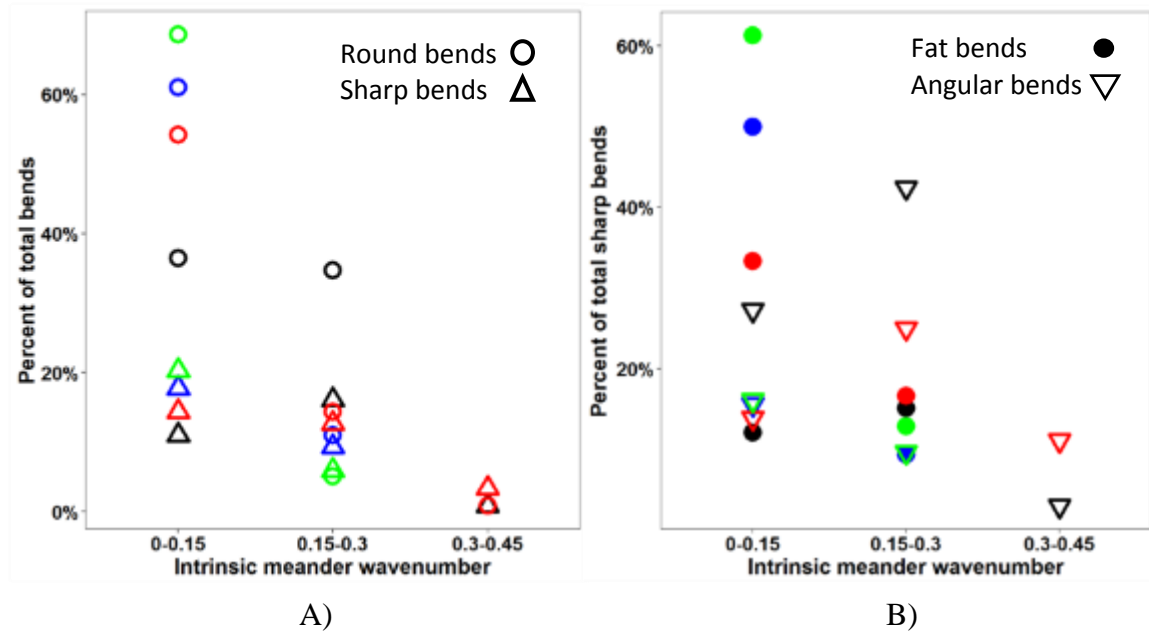 Round bends
Sharp bends
Percent of total bends
60%
40%
20%
0%
0-0.15
0.15-0.3
0.3-0.45
Intrinsic meander wavenumber
A)
Fat bends
Angular bends
Percent of total sharp bends
60%
40%
20%
0-0.15
0.15-0.3
0.3-0.45
Intrinsic meander wavenumber
B)